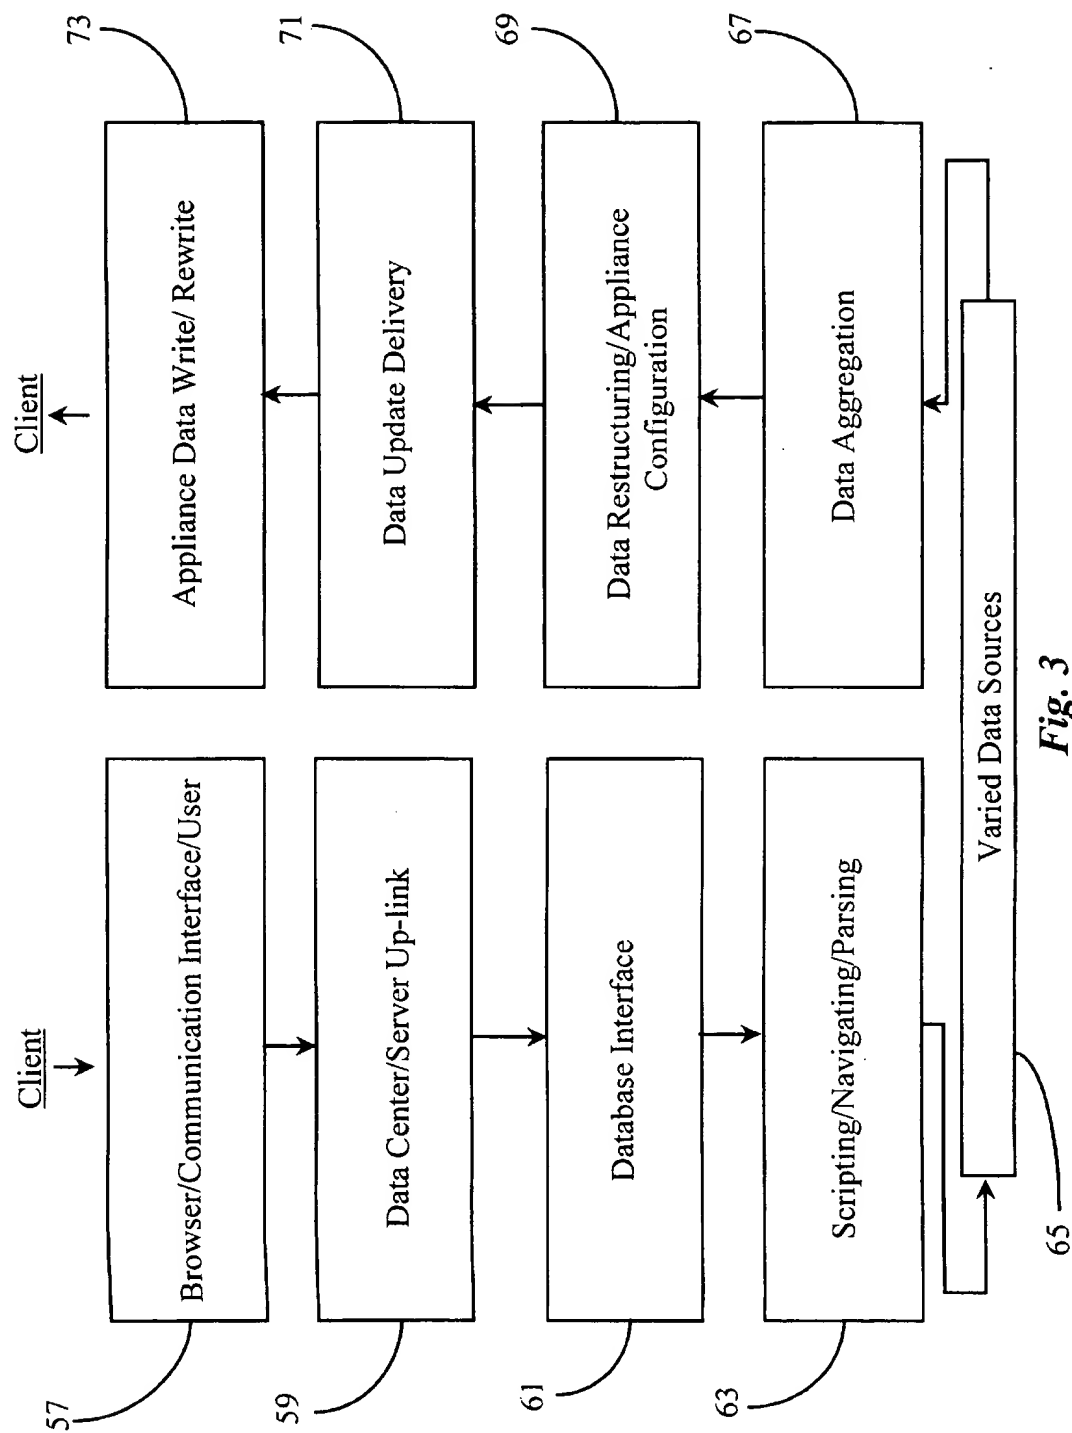 Client
Client
57
Browser/Communication Interface/User
Appliance Data Write/ Rewrite
73
59
Data Center/Server Up-link
Data Update Delivery
71
61
Database Interface
Data Restructuring/Appliance
Configuration
69
63
Scripting/Navigating/Parsing
Data Aggregation
67
65
Varied Data Sources
Fig. 3